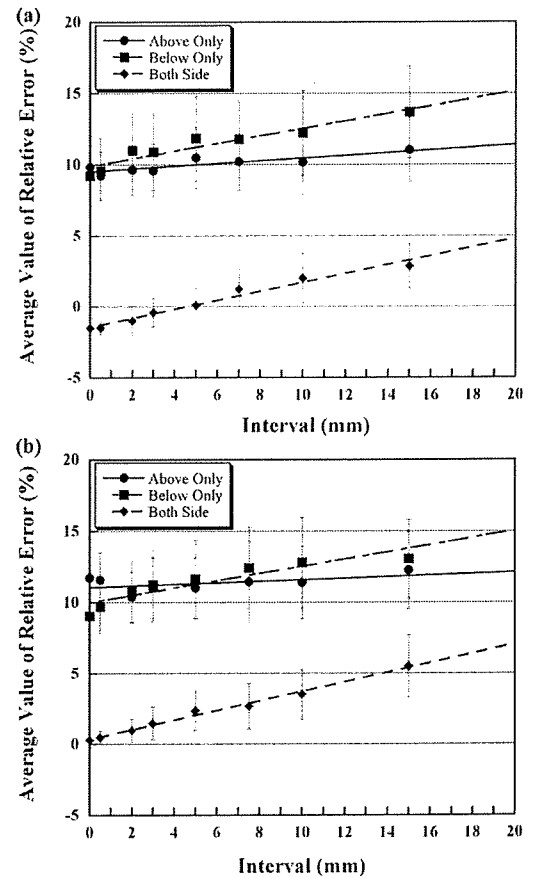 (a)
Above Only
Below Only
Both Side
20
15
10
5
0
-5
Average Value of Relative Error (%)
0 2 4 6 8 10 12 14 16 18 20
Interval (mm)
(b)
Above Only
Below Only
Both Side
20
15
10
5
0
-5
Average Value of Relative Error (%)
0 2 4 6 8 10 12 14 16 18 20
Interval (mm)